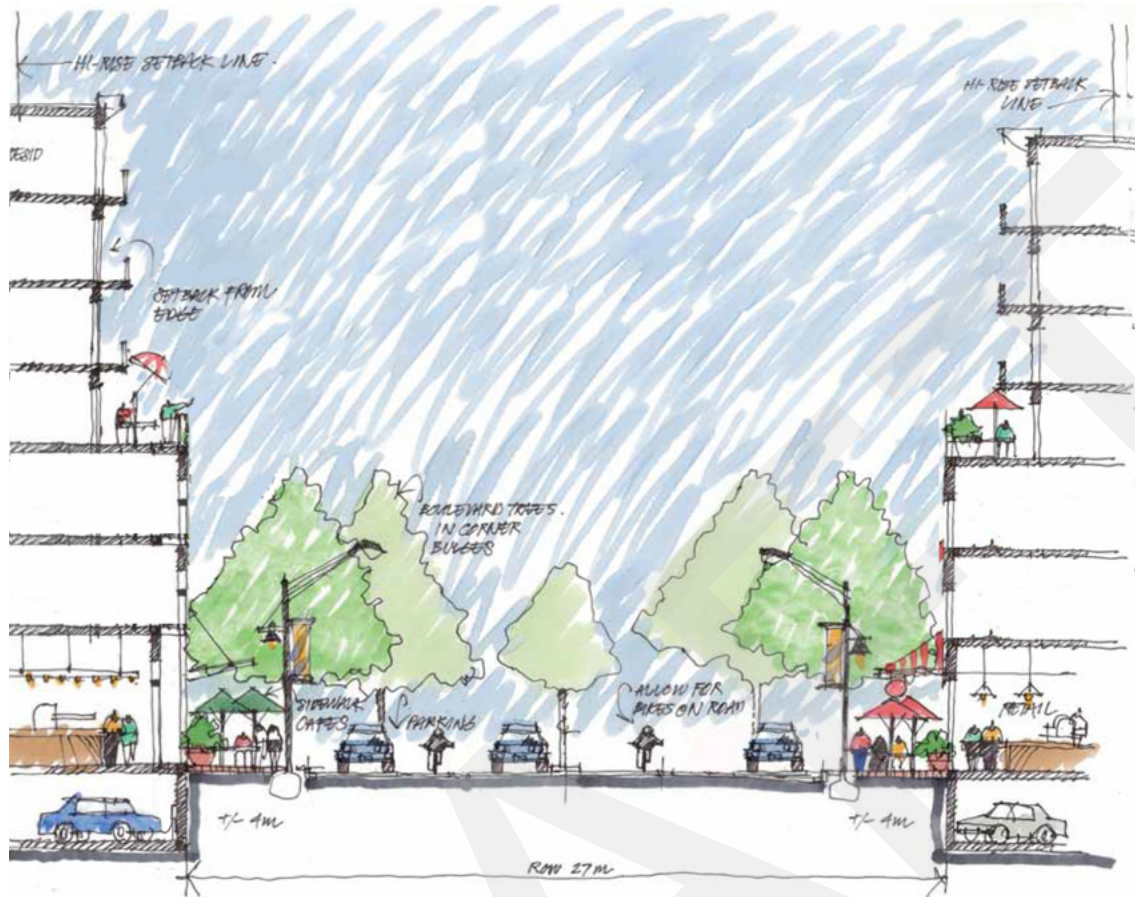 HI-RISE SETBACK LINE.
HI-RISE SETBACK
LINE
RESID
SETBACK FROM
EDGE
BOULEVARD TREES.
IN CORNER
BULGES
SIDEWALK
CAFES
PARKING
ALLOW FOR
BIKES ON ROAD
RETAIL
+/- 4m
+/- 4m
ROW 27m